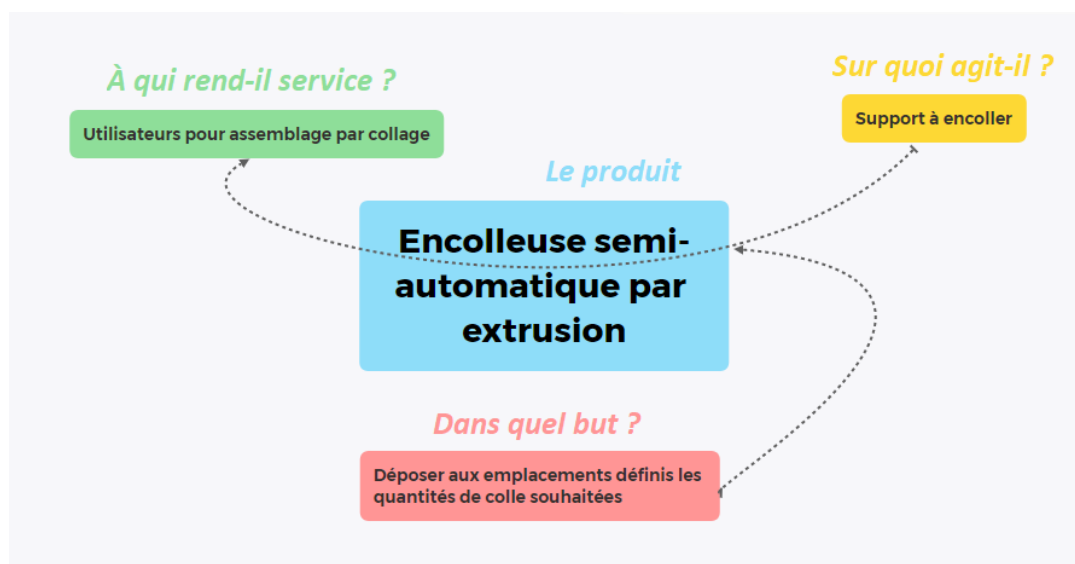 À qui rend-il service ?
Sur quoi agit-il ?
Utilisateurs pour assemblage par collage
Support à encoller
Le produit
Encolleuse semi-
automatique par
extrusion
Dans quel but ?
Déposer aux emplacements définis les
quantités de colle souhaitées